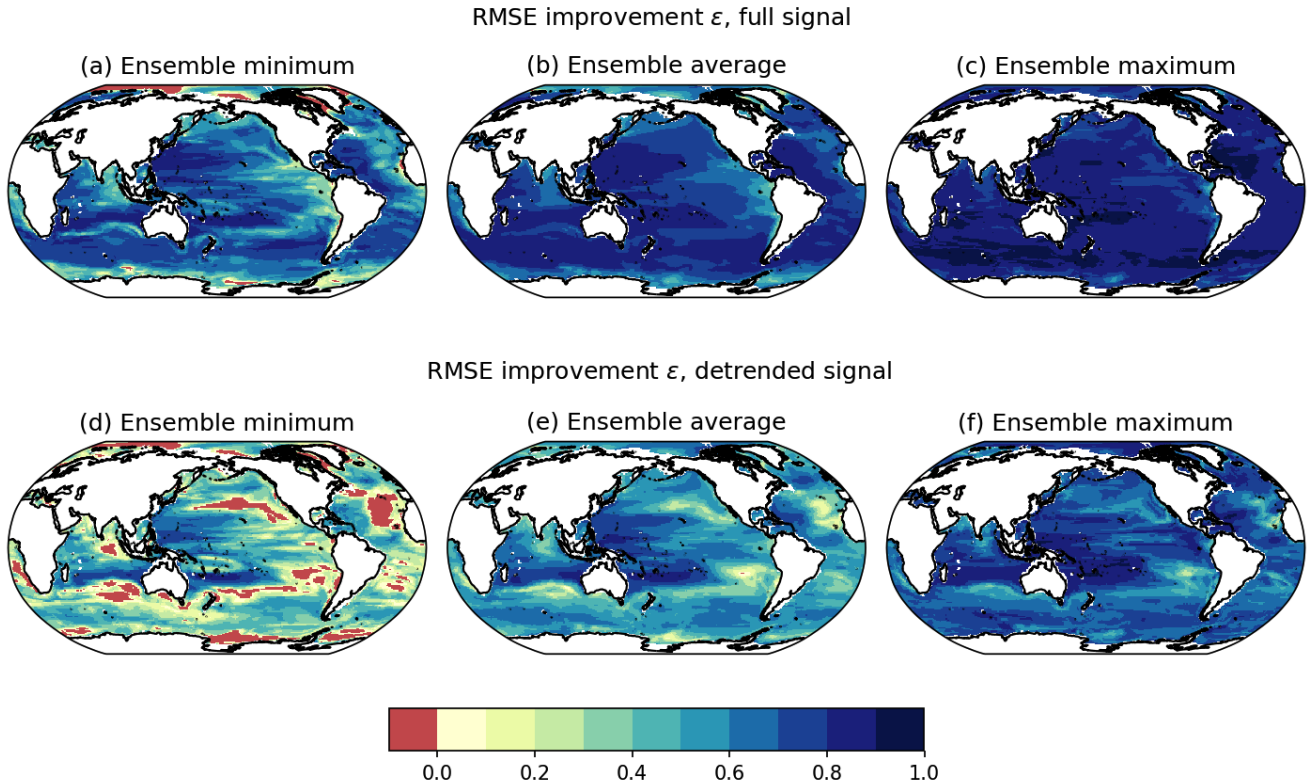 RMSE improvement ε, full signal
(a) Ensemble minimum
(b) Ensemble average
(c) Ensemble maximum
RMSE improvement ε, detrended signal
(d) Ensemble minimum
(e) Ensemble average
(f) Ensemble maximum
0.0 0.2 0.4 0.6 0.8 1.0